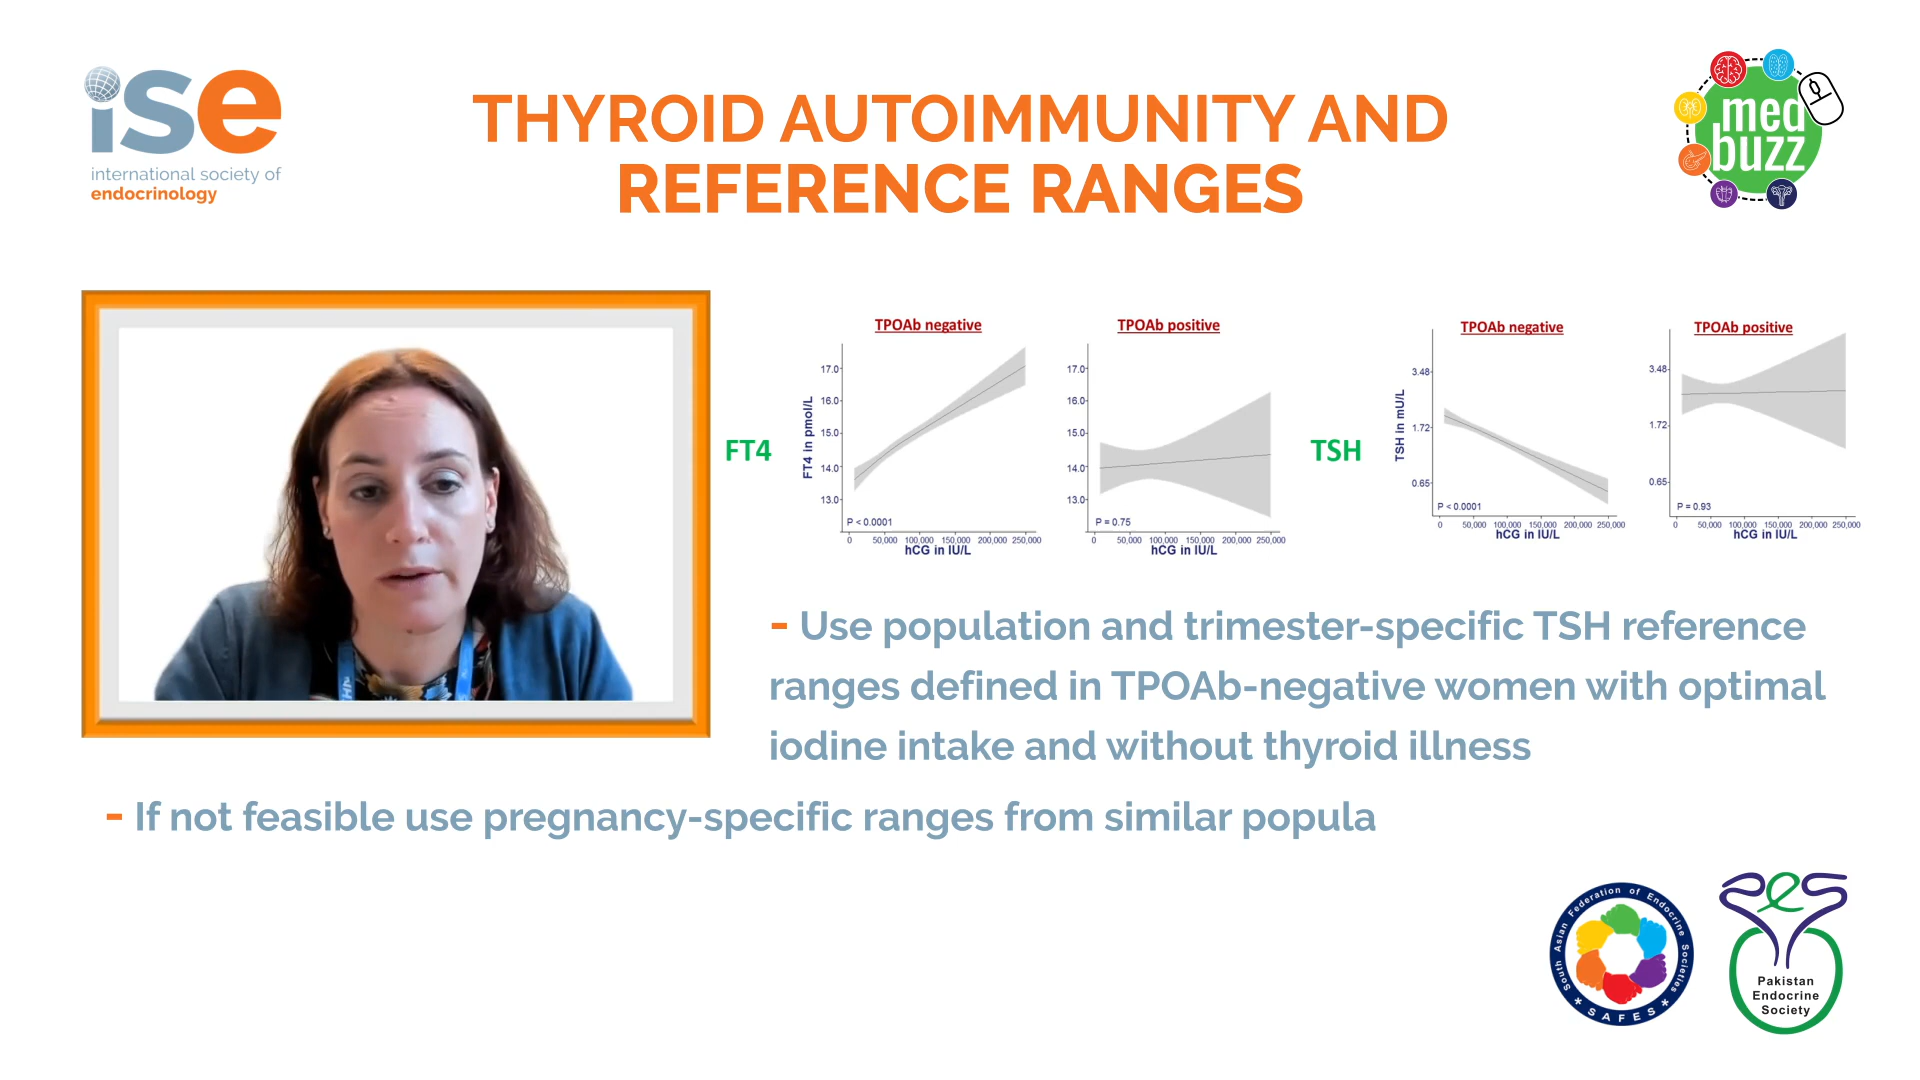 ise
international society of
endocrinology
THYROID AUTOIMMUNITY AND
REFERENCE RANGES
med
buzz
FT4
TPOAb negative
FT4 in pmol/L
17.0
16.0
15.0
14.0
13.0
P < 0.0001
0 50,000 100,000 150,000 200,000 250,000
hCG in IU/L
TPOAb positive
17.0
16.0
15.0
14.0
13.0
P = 0.75
0 50,000 100,000 150,000 200,000 250,000
hCG in IU/L
TSH
TPOAb negative
TSH in mU/L
3.48
1.72
0.65
P < 0.0001
0 50,000 100,000 150,000 200,000 250,000
hCG in IU/L
TPOAb positive
3.48
1.72
0.65
P = 0.93
0 50,000 100,000 150,000 200,000 250,000
hCG in IU/L
- Use population and trimester-specific TSH reference
ranges defined in TPOAb-negative women with optimal
iodine intake and without thyroid illness
- If not feasible use pregnancy-specific ranges from similar popula
South Asian Federation of Endocrine Societies
* SAFES *
PES
Pakistan
Endocrine
Society